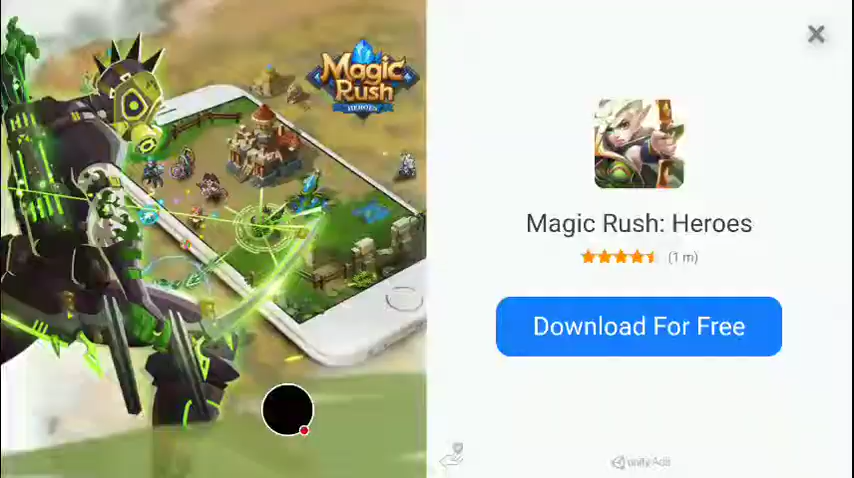 Magic
Rush
HEROES
Magic Rush: Heroes
(1 m)
Download For Free
unity Ads